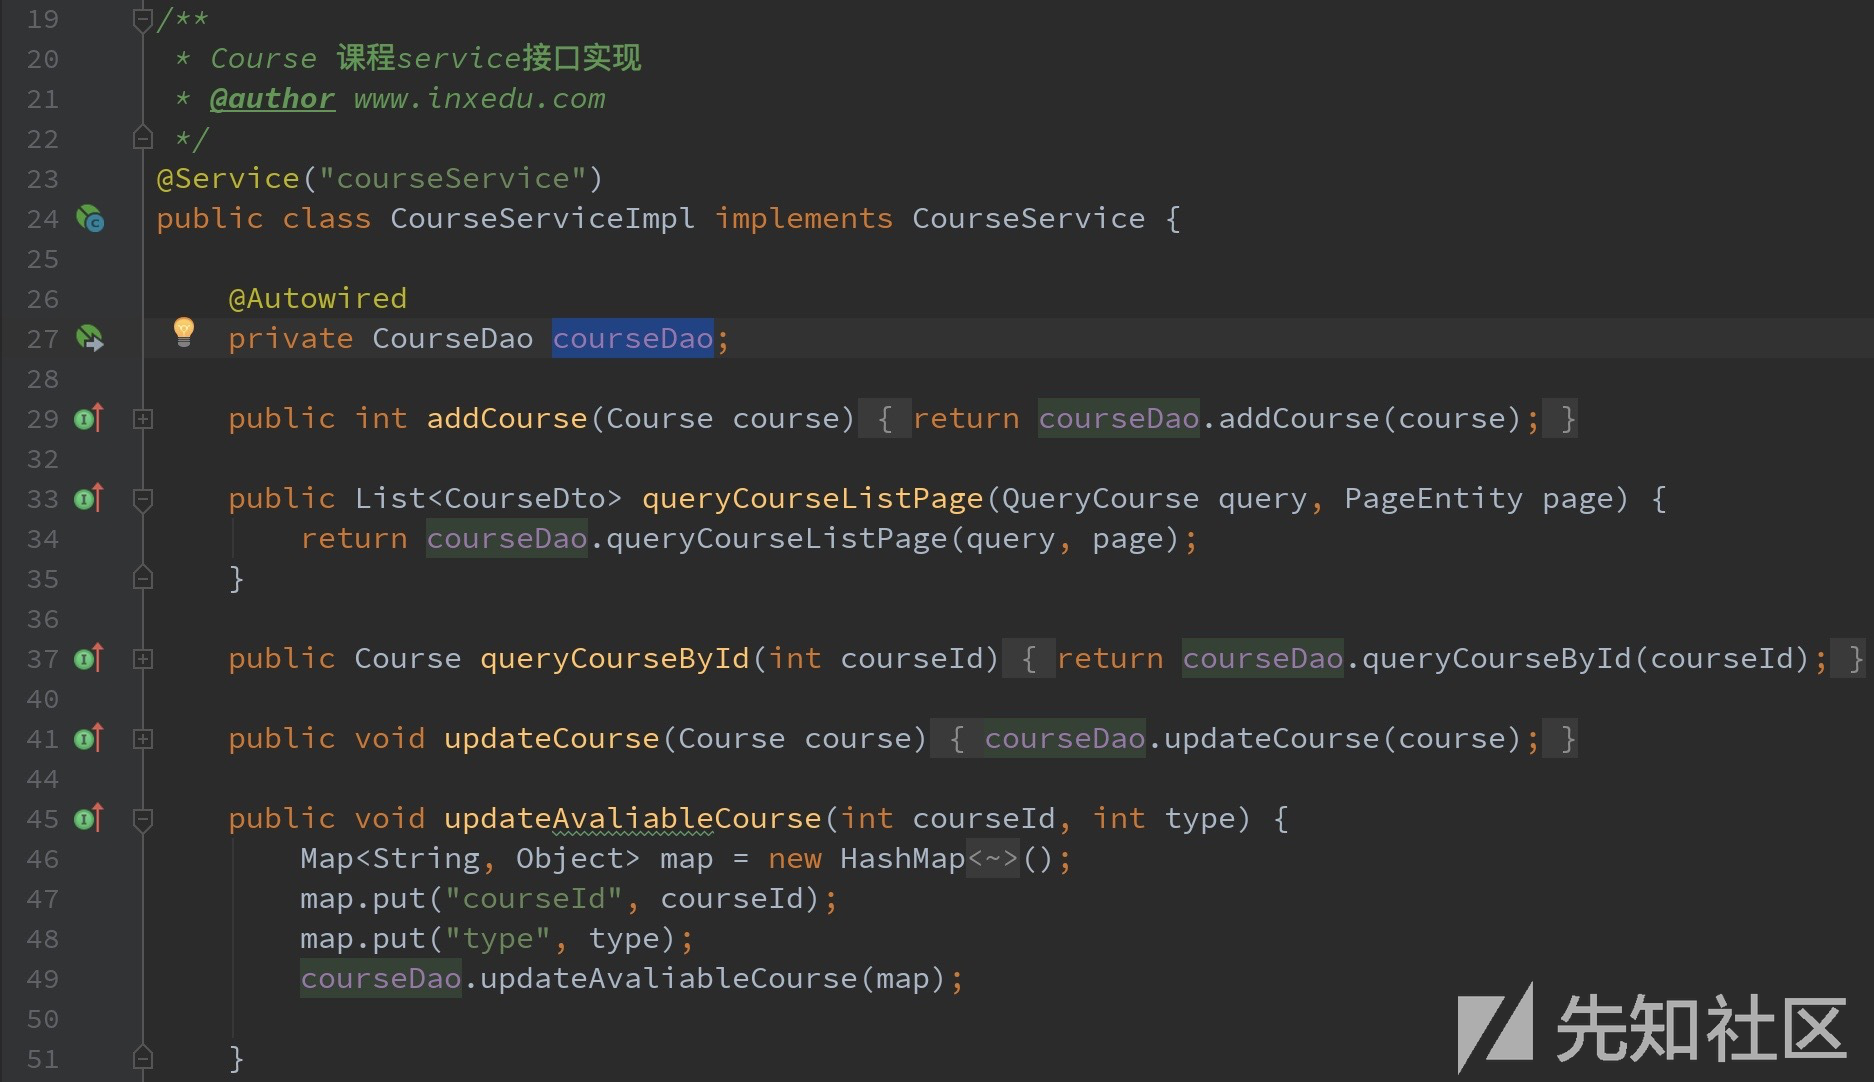 19 /**
20 * Course 课程service接口实现
21 * @author www.inxedu.com
22 */
23 @Service("courseService")
24 public class CourseServiceImpl implements CourseService {
25
26 @Autowired
27 private CourseDao courseDao;
28
29 public int addCourse(Course course) { return courseDao.addCourse(course); }
32
33 public List<CourseDto> queryCourseListPage(QueryCourse query, PageEntity page) {
34 return courseDao.queryCourseListPage(query, page);
35 }
36
37 public Course queryCourseById(int courseId) { return courseDao.queryCourseById(courseId); }
40
41 public void updateCourse(Course course) { courseDao.updateCourse(course); }
44
45 public void updateAvaliableCourse(int courseId, int type) {
46 Map<String, Object> map = new HashMap<~>();
47 map.put("courseId", courseId);
48 map.put("type", type);
49 courseDao.updateAvaliableCourse(map);
50
51 }
先知社区